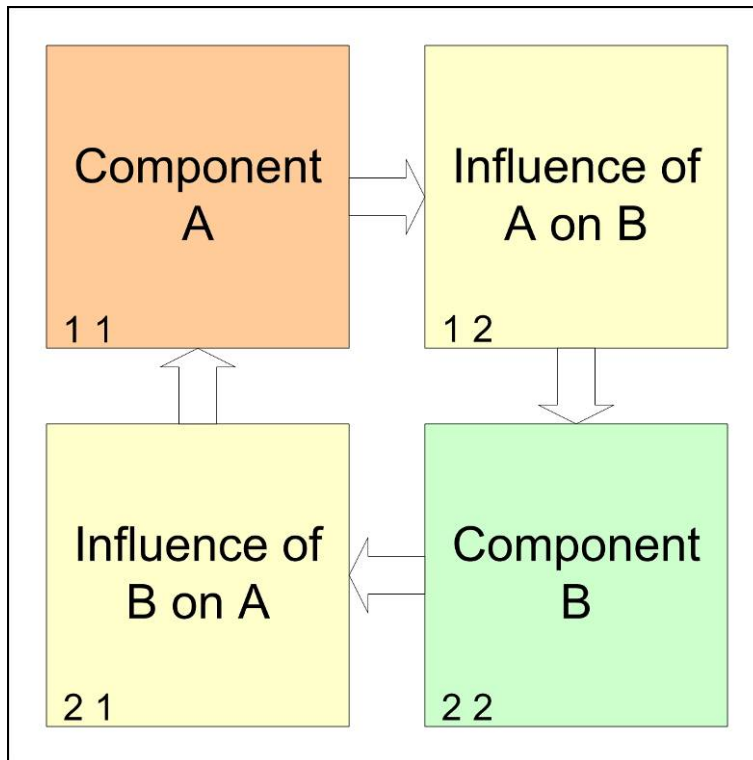 Component
A
1 1
Influence of
A on B
1 2
Influence of
B on A
2 1
Component
B
2 2